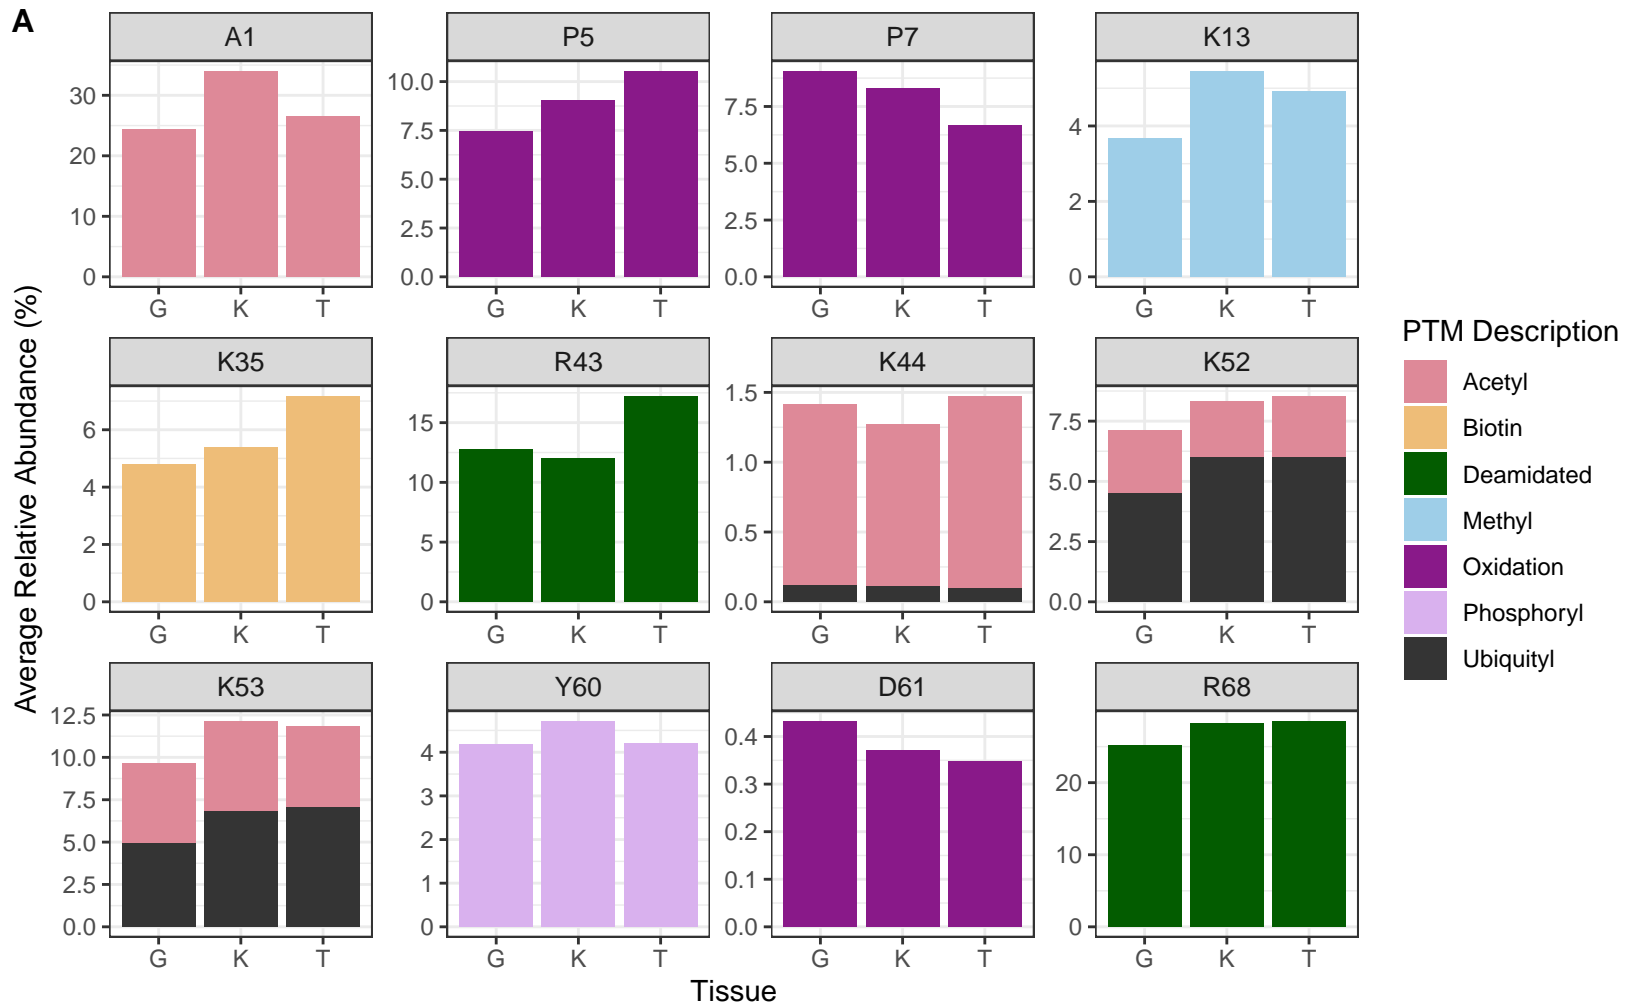 A
A1 P5 P7 K13
30 20 10 0
10.0 7.5 5.0 2.5 0.0
7.5 5.0 2.5 0.0
4 2 0
G K T G K T G K T G K T
K35 R43 K44 K52
6 4 2 0
15 10 5 0
1.5 1.0 0.5 0.0
7.5 5.0 2.5 0.0
G K T G K T G K T G K T
K53 Y60 D61 R68
12.5 10.0 7.5 5.0 2.5 0.0
4 3 2 1 0
0.4 0.3 0.2 0.1 0.0
20 10 0
G K T G K T G K T G K T
Average Relative Abundance (%)
Tissue
PTM Description
Acetyl
Biotin
Deamidated
Methyl
Oxidation
Phosphoryl
Ubiquityl